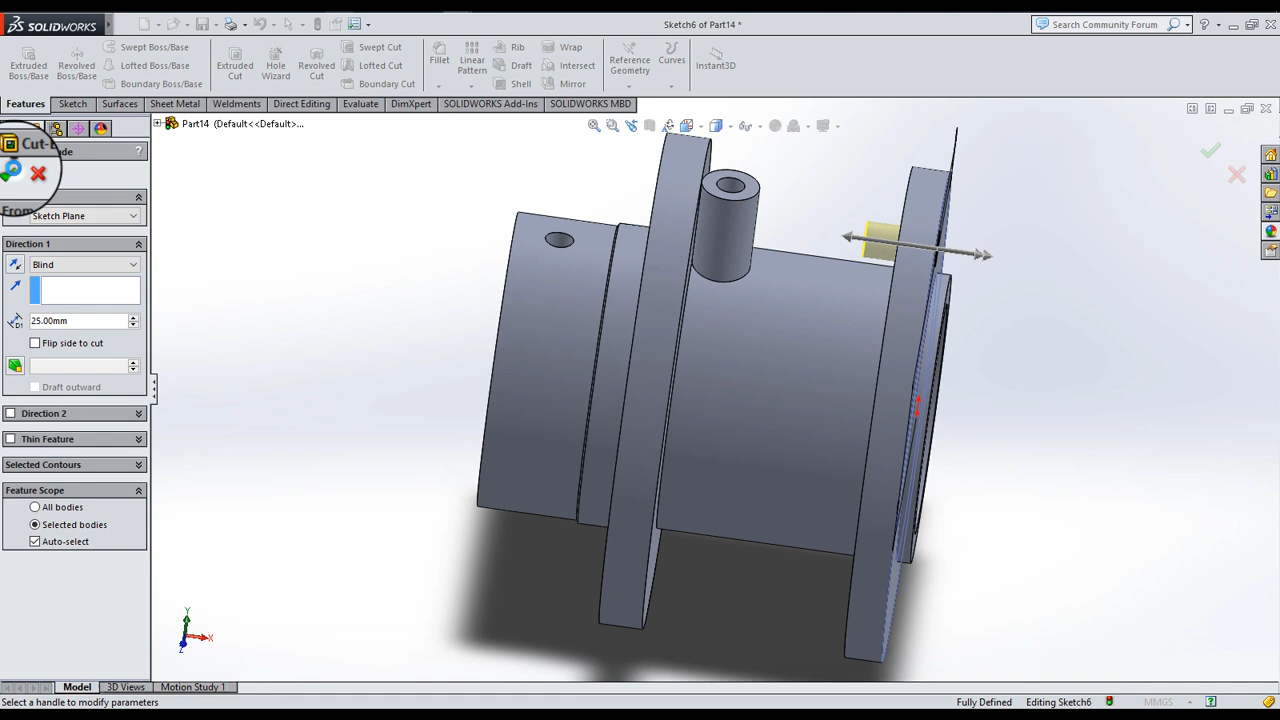 SOLIDWORKS
Sketch6 of Part14 *
Search Community Forum
Extruded Boss/Base
Revolved Boss/Base
Swept Boss/Base
Lofted Boss/Base
Boundary Boss/Base
Extruded Cut
Hole Wizard
Revolved Cut
Swept Cut
Lofted Cut
Boundary Cut
Fillet
Linear Pattern
Rib
Draft
Shell
Wrap
Intersect
Mirror
Reference Geometry
Curves
Instant3D
Features
Sketch
Surfaces
Sheet Metal
Weldments
Direct Editing
Evaluate
DimXpert
SOLIDWORKS Add-Ins
SOLIDWORKS MBD
Part14 (Default<<Default>...
Cut-E
ude
?
From
Sketch Plane
Direction 1
Blind
D1
25.00mm
Flip side to cut
Draft outward
Direction 2
Thin Feature
Selected Contours
Feature Scope
All bodies
Selected bodies
Auto-select
Y
X
Z
Model
3D Views
Motion Study 1
Select a handle to modify parameters
Fully Defined
Editing Sketch6
MMGS
?